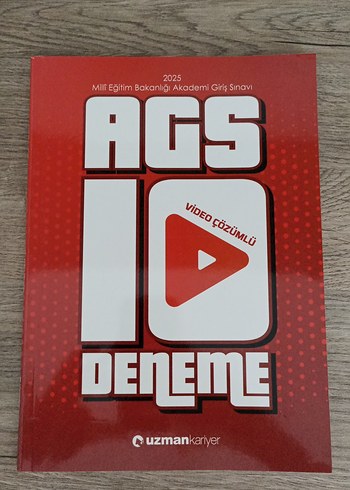 2025
Millî Eğitim Bakanlığı Akademi Giriş Sınavı
AGS
10
VİDEO ÇÖZÜMLÜ
DENEME
uzmankariyer